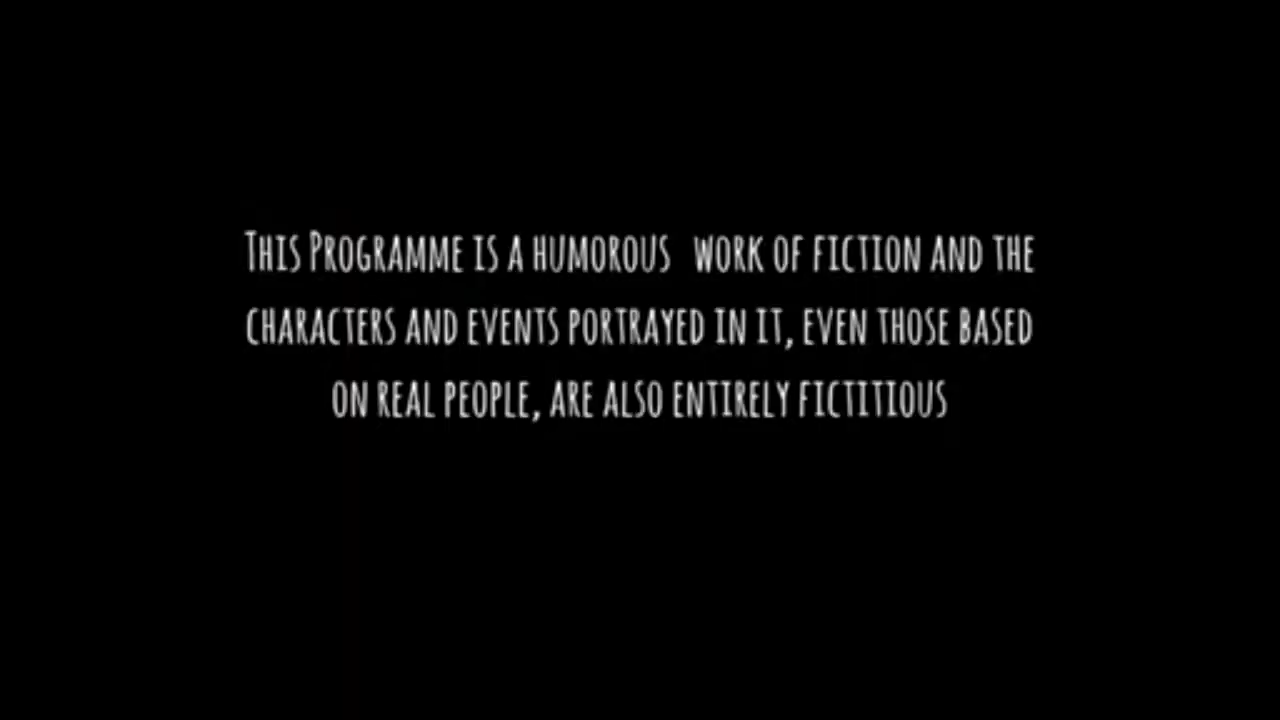 This Programme is a humorous  work of fiction and the
characters and events portrayed in it, even those based
on real people, are also entirely fictitious